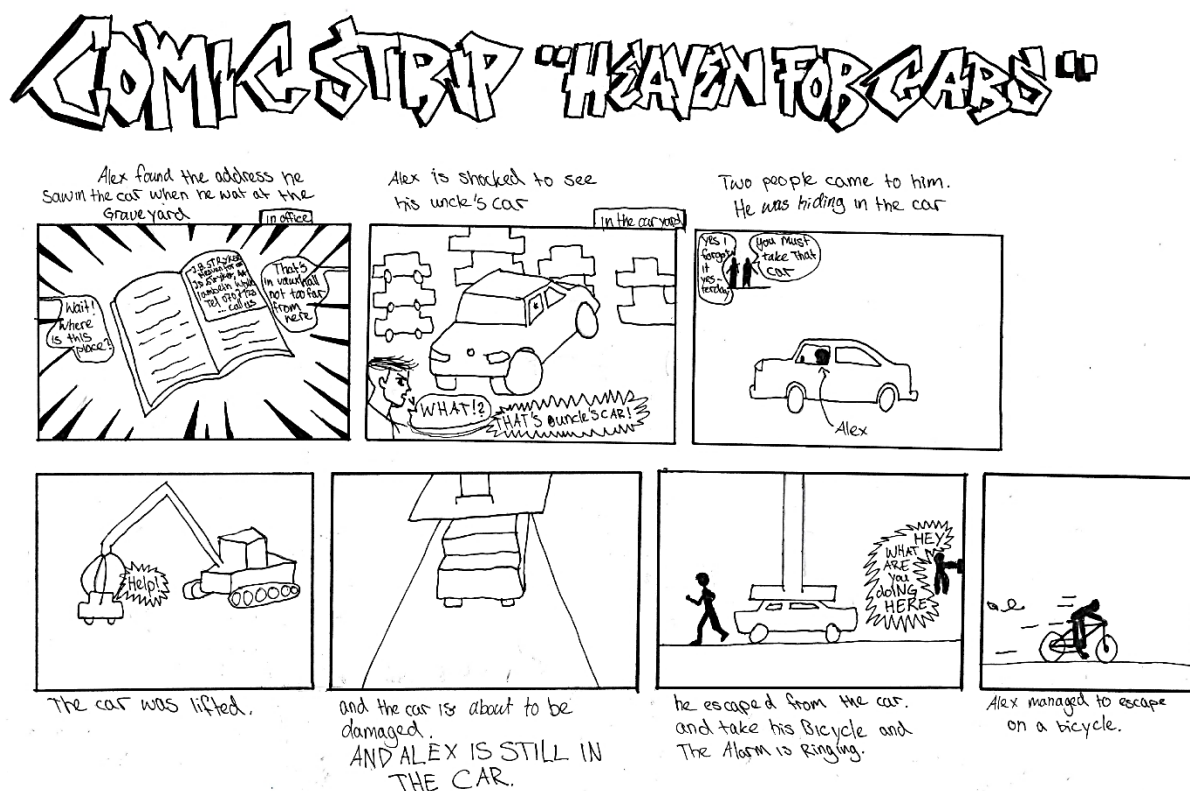 COMIC STRIP "HEAVEN FOR CARS"
Alex found the address he
Saw in the car when he wat at the
Graveyard
in office
Wait!
where
is this
place?
J.B. STRYKER
Heaven for
Tel
... call us
That's
in vauxhall
not too far
from
here
Alex is shocked to see
his uncle's car
in the car yard
WHAT!?
THAT'S uncle'S CAR!
Two people came to him.
He was hiding in the car
yes I
forgot
it
yes-
terday
you Must
take That
car
Alex
Help!
The car was lifted.
and the car is about to be
damaged.
AND ALEX IS STILL IN
THE CAR.
HEY
WHAT
ARE
you
doING
HERE
he escaped from the car.
and take his Bicycle and
The Alarm is Ringing.
Alex managed to escape
on a bicycle.